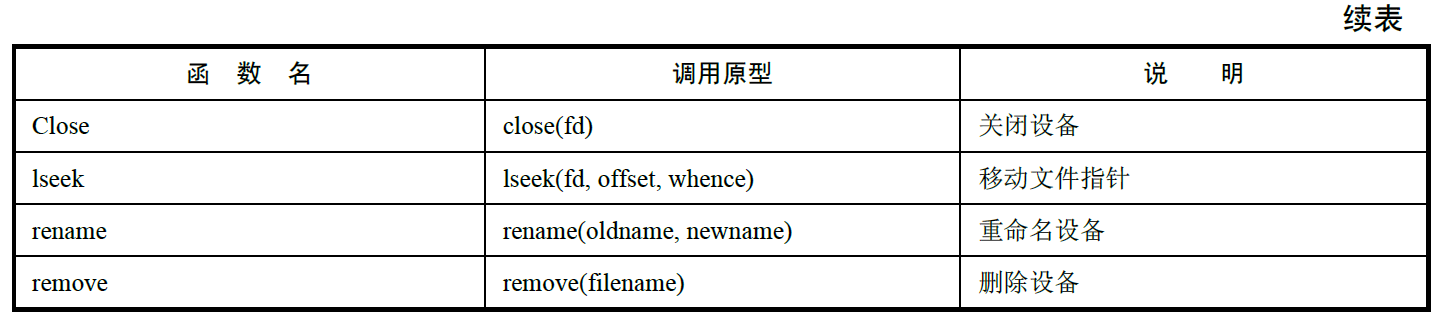 续表
函 数 名 调用原型 说 明
Close close(fd) 关闭设备
lseek lseek(fd, offset, whence) 移动文件指针
rename rename(oldname, newname) 重命名设备
remove remove(filename) 删除设备